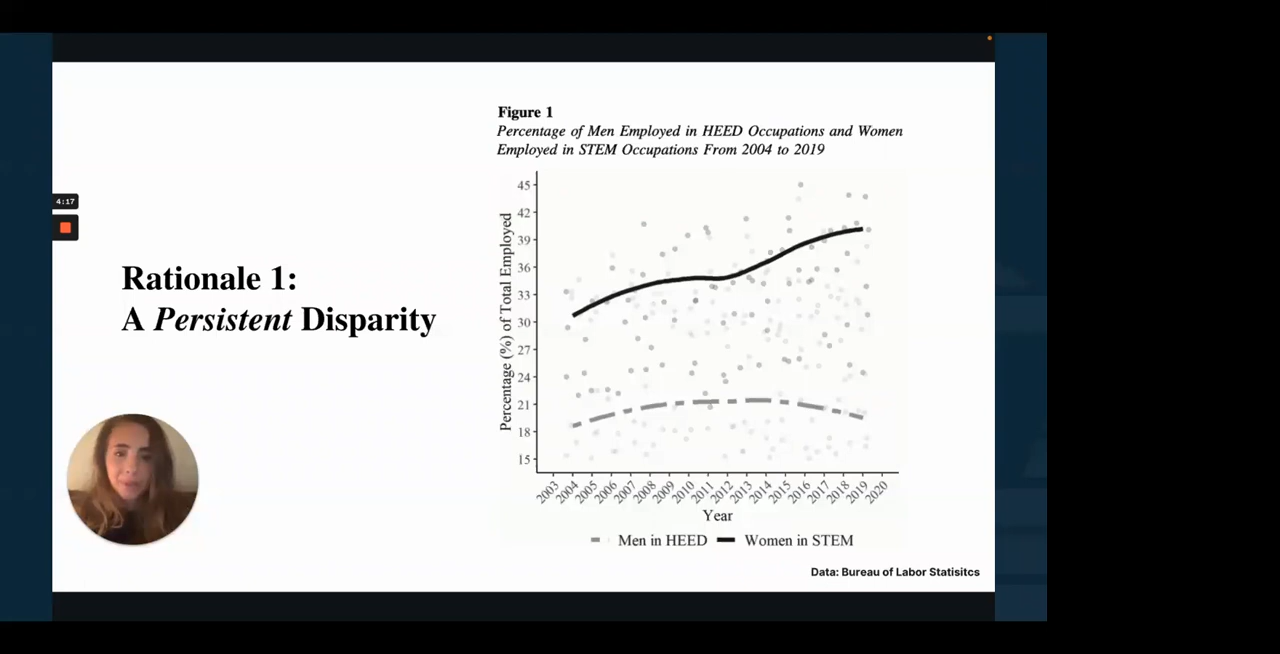 Figure 1
Percentage of Men Employed in HEED Occupations and Women
Employed in STEM Occupations From 2004 to 2019
4:17
Rationale 1:
A Persistent Disparity
Percentage (%) of Total Employed
45
42
39
36
33
30
27
24
21
18
15
2003 2004 2005 2006 2007 2008 2009 2010 2011 2012 2013 2014 2015 2016 2017 2018 2019 2020
Year
Men in HEED Women in STEM
Data: Bureau of Labor Statisitcs